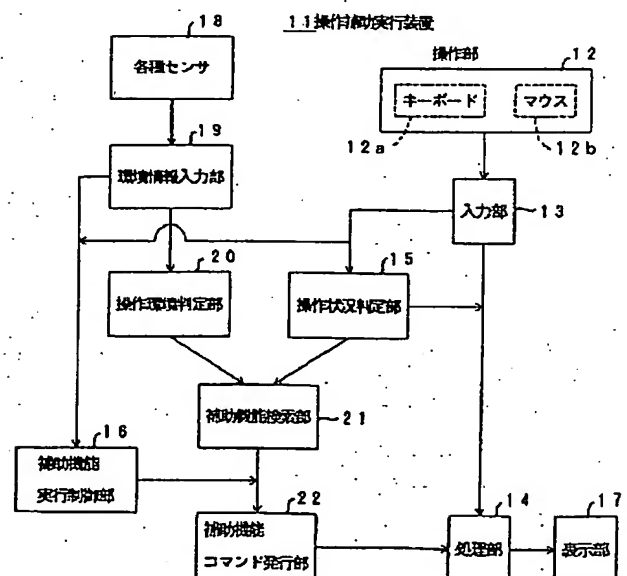 18
11 操作補助実行装置
各種センサ
操作部
12
キーボード
マウス
12a
12b
19
環境情報入力部
入力部
13
20
15
操作環境判定部
操作状況判定部
補助機能検索部
21
16
補助機能
実行制御部
22
補助機能
コマンド発行部
14
処理部
17
表示部